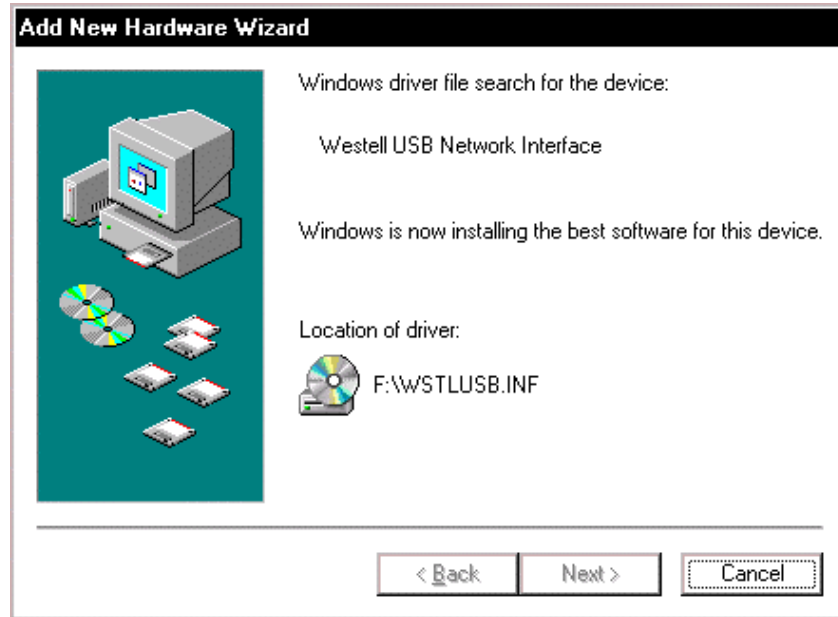 Add New Hardware Wizard
Windows driver file search for the device:
Westell USB Network Interface
Windows is now installing the best software for this device.
Location of driver:
F:\WSTLUSB.INF
< Back
Next >
Cancel